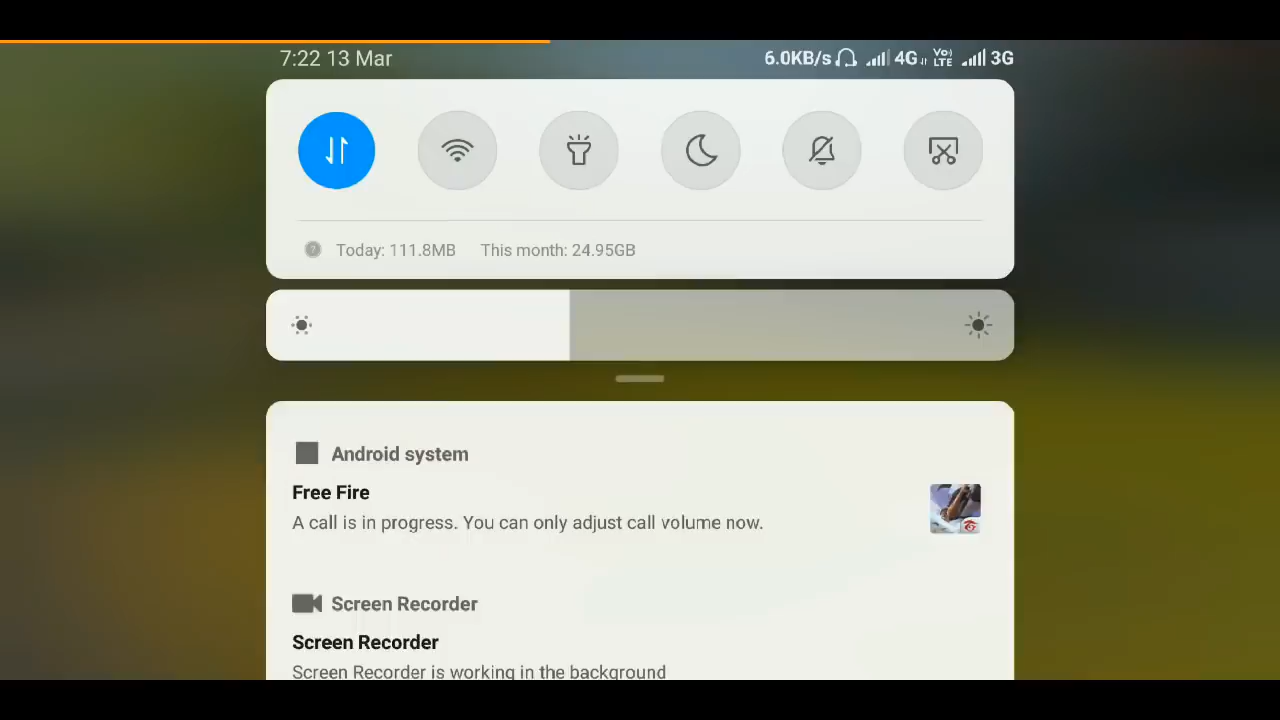 7:22 13 Mar 6.0KB/s 4G Vo) LTE 3G
Today: 111.8MB This month: 24.95GB
Android system
Free Fire
A call is in progress. You can only adjust call volume now.
Screen Recorder
Screen Recorder
Screen Recorder is working in the background